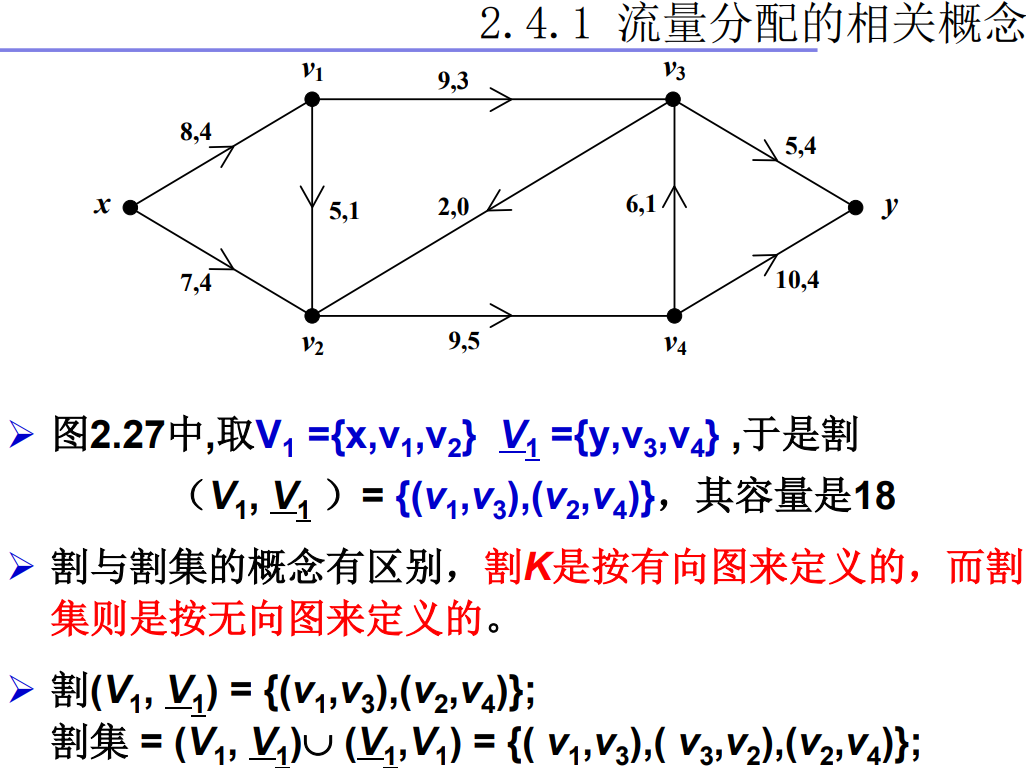 2.4.1 流量分配的相关概念
v1
9,3
v3
8,4
5,4
x
5,1
2,0
6,1
y
7,4
10,4
v2
9,5
v4
➢ 图2.27中,取V1 ={x,v1,v2} V1 ={y,v3,v4} ,于是割
（V1, V1 ）= {(v1,v3),(v2,v4)}，其容量是18
➢ 割与割集的概念有区别，割K是按有向图来定义的，而割
集则是按无向图来定义的。
➢ 割(V1, V1) = {(v1,v3),(v2,v4)};
割集 = (V1, V1)∪ (V1,V1) = {( v1,v3),( v3,v2),(v2,v4)};